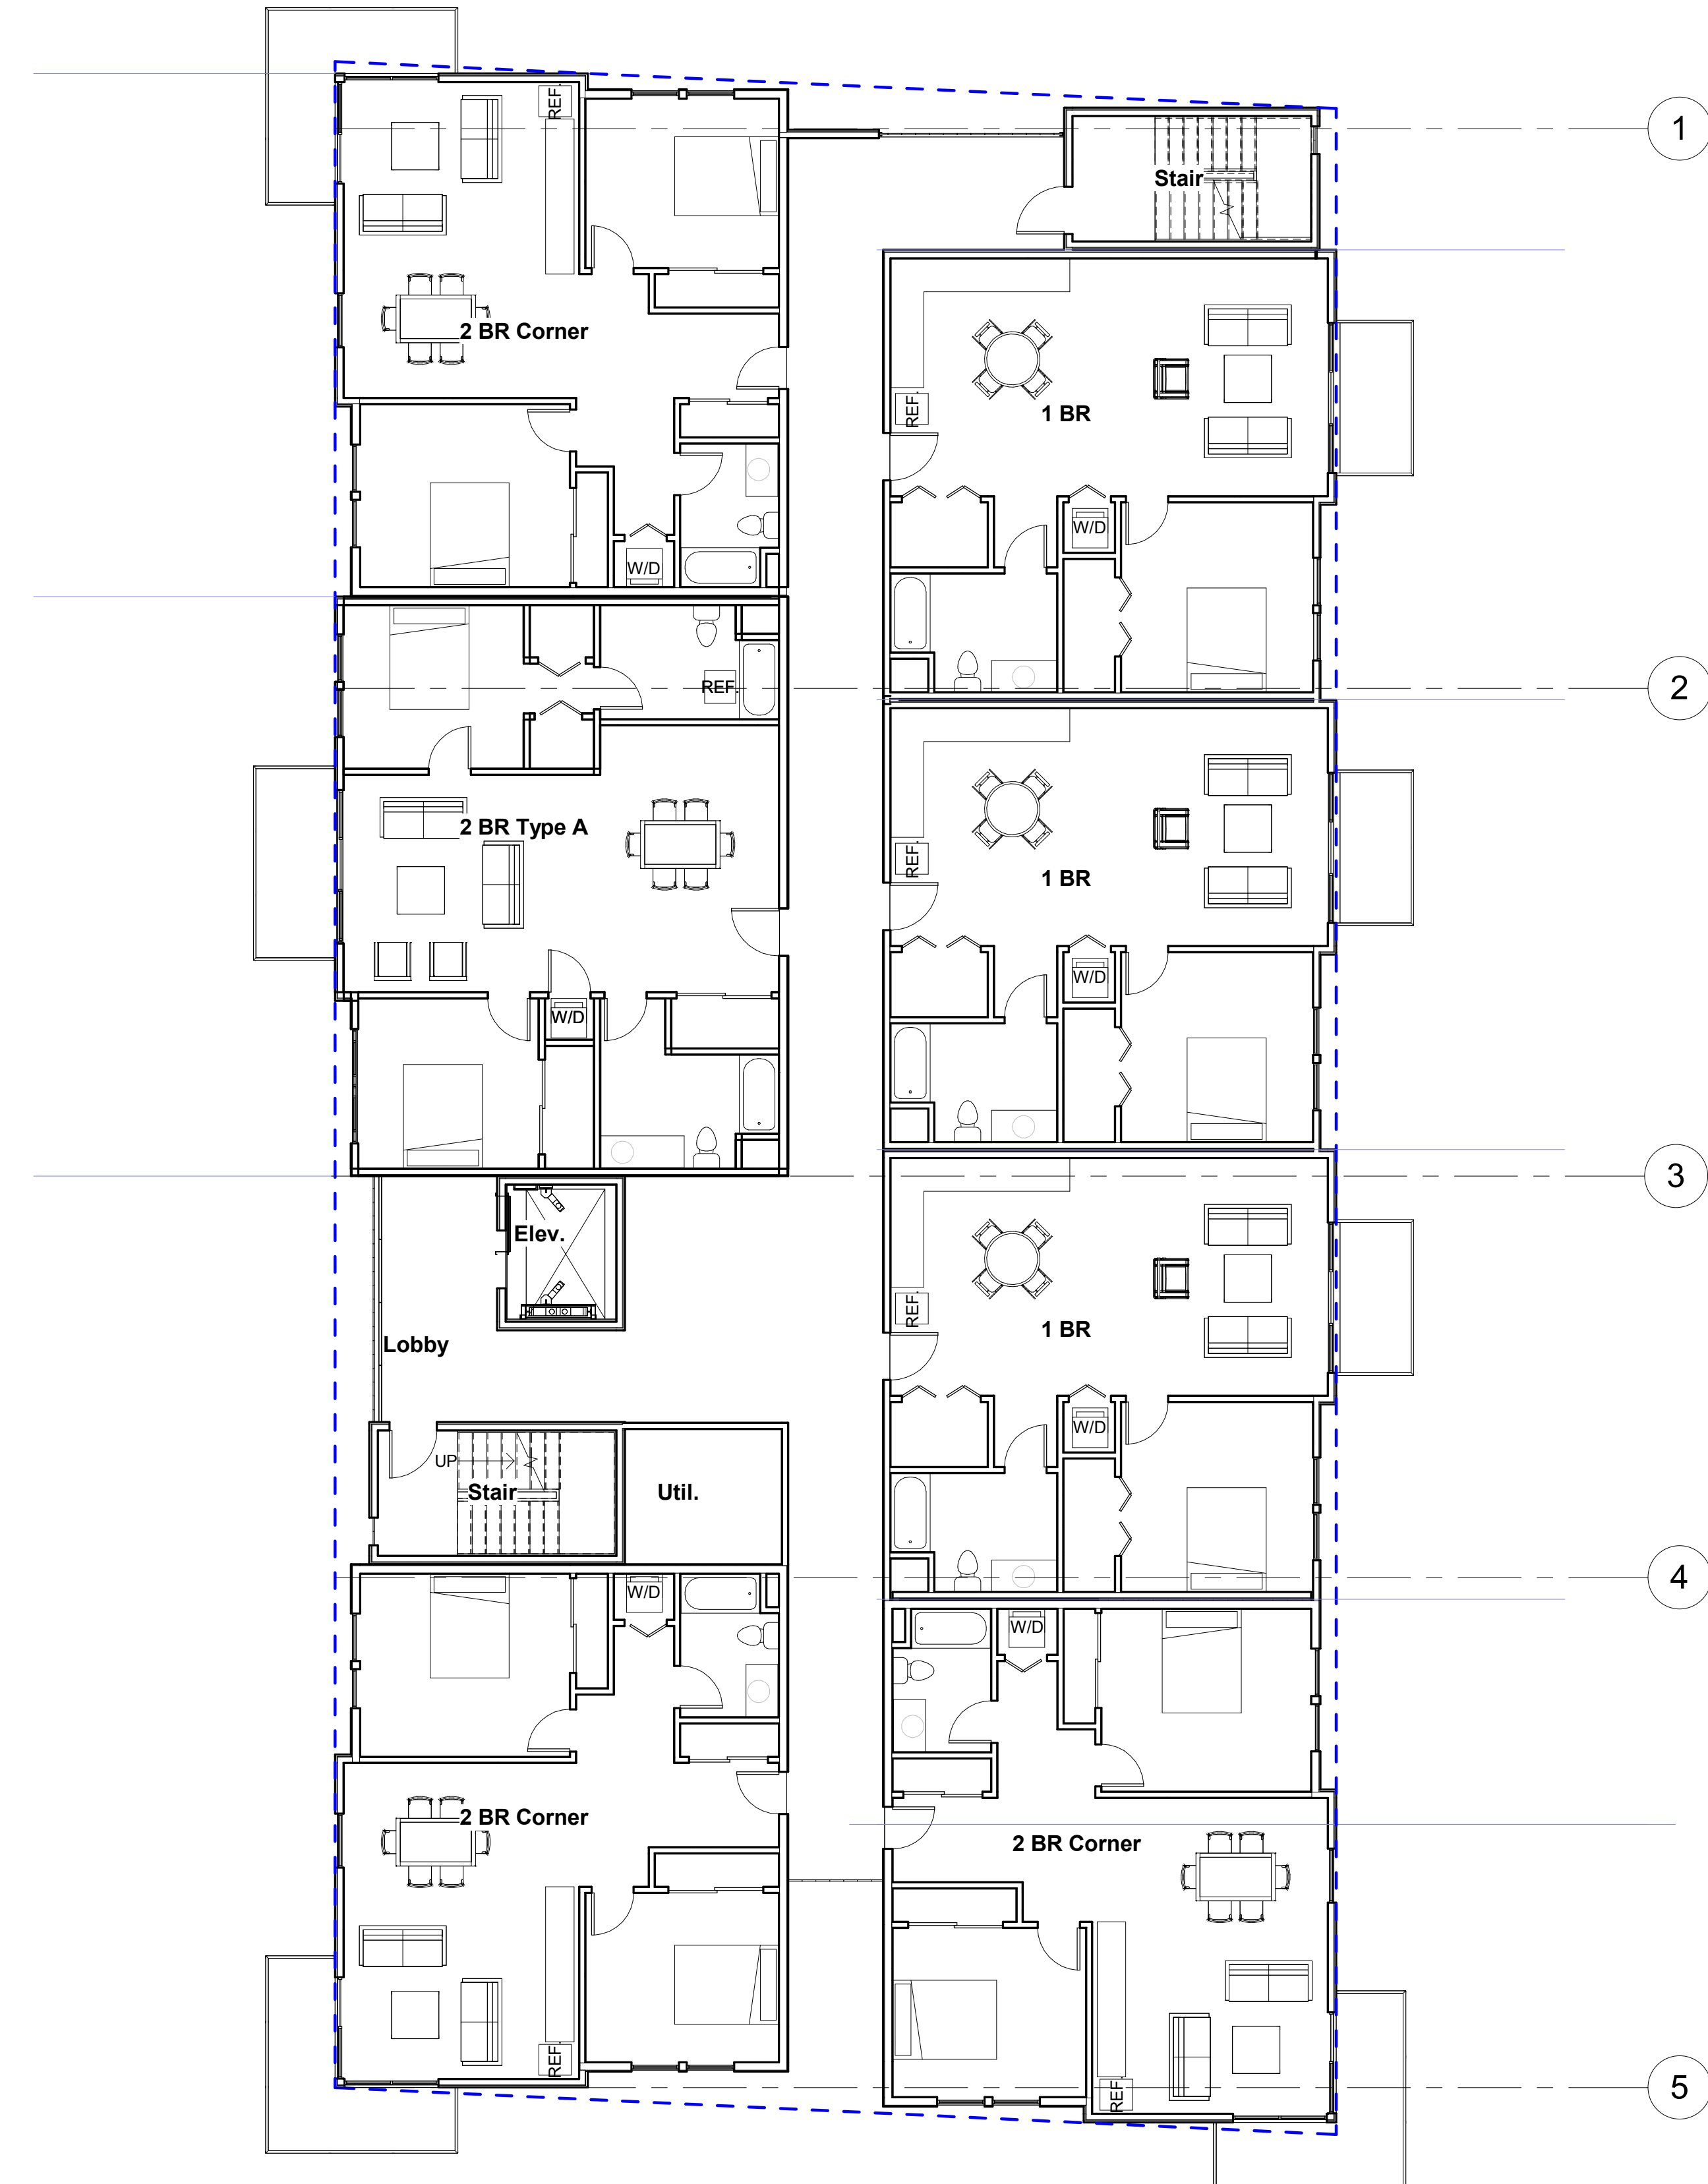 1
REF.
Stair
2 BR Corner
1 BR
REF.
W/D
W/D
REF.
2
2 BR Type A
REF.
1 BR
W/D
W/D
3
Elev.
REF.
1 BR
Lobby
W/D
UP
Stair
Util.
4
W/D
W/D
2 BR Corner
2 BR Corner
REF.
5
REF.